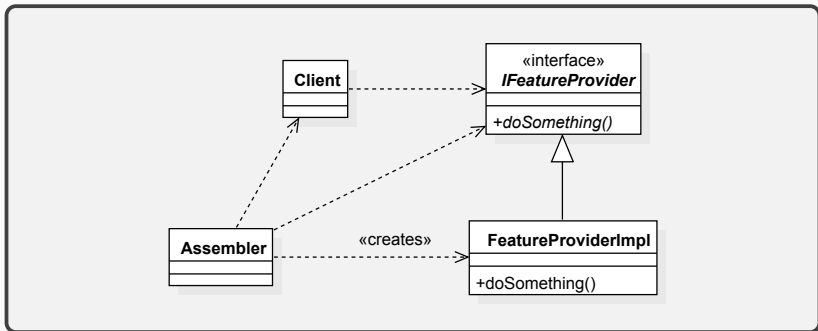 «interface»
IFeatureProvider
Client
+doSomething()
Assembler
«creates»
FeatureProviderImpl
+doSomething()